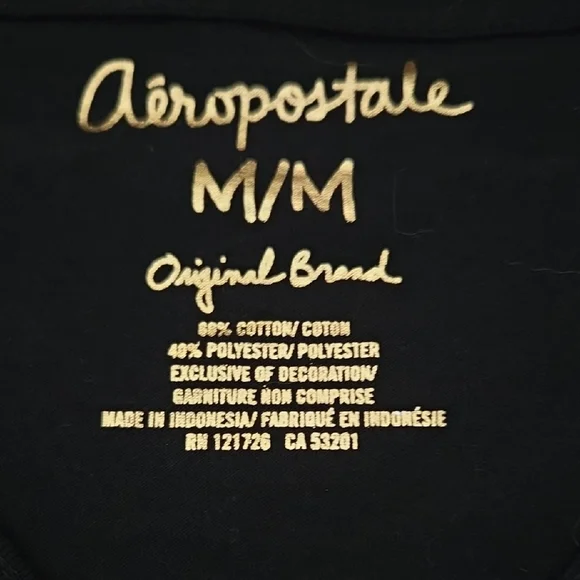 aéropostale
M/M
Original Brand
60% COTTON/ COTON
40% POLYESTER/ POLYESTER
EXCLUSIVE OF DECORATION/
GARNITURE NON COMPRISE
MADE IN INDONESIA/ FABRIQUÉ EN INDONÉSIE
RN 121726 CA 53201